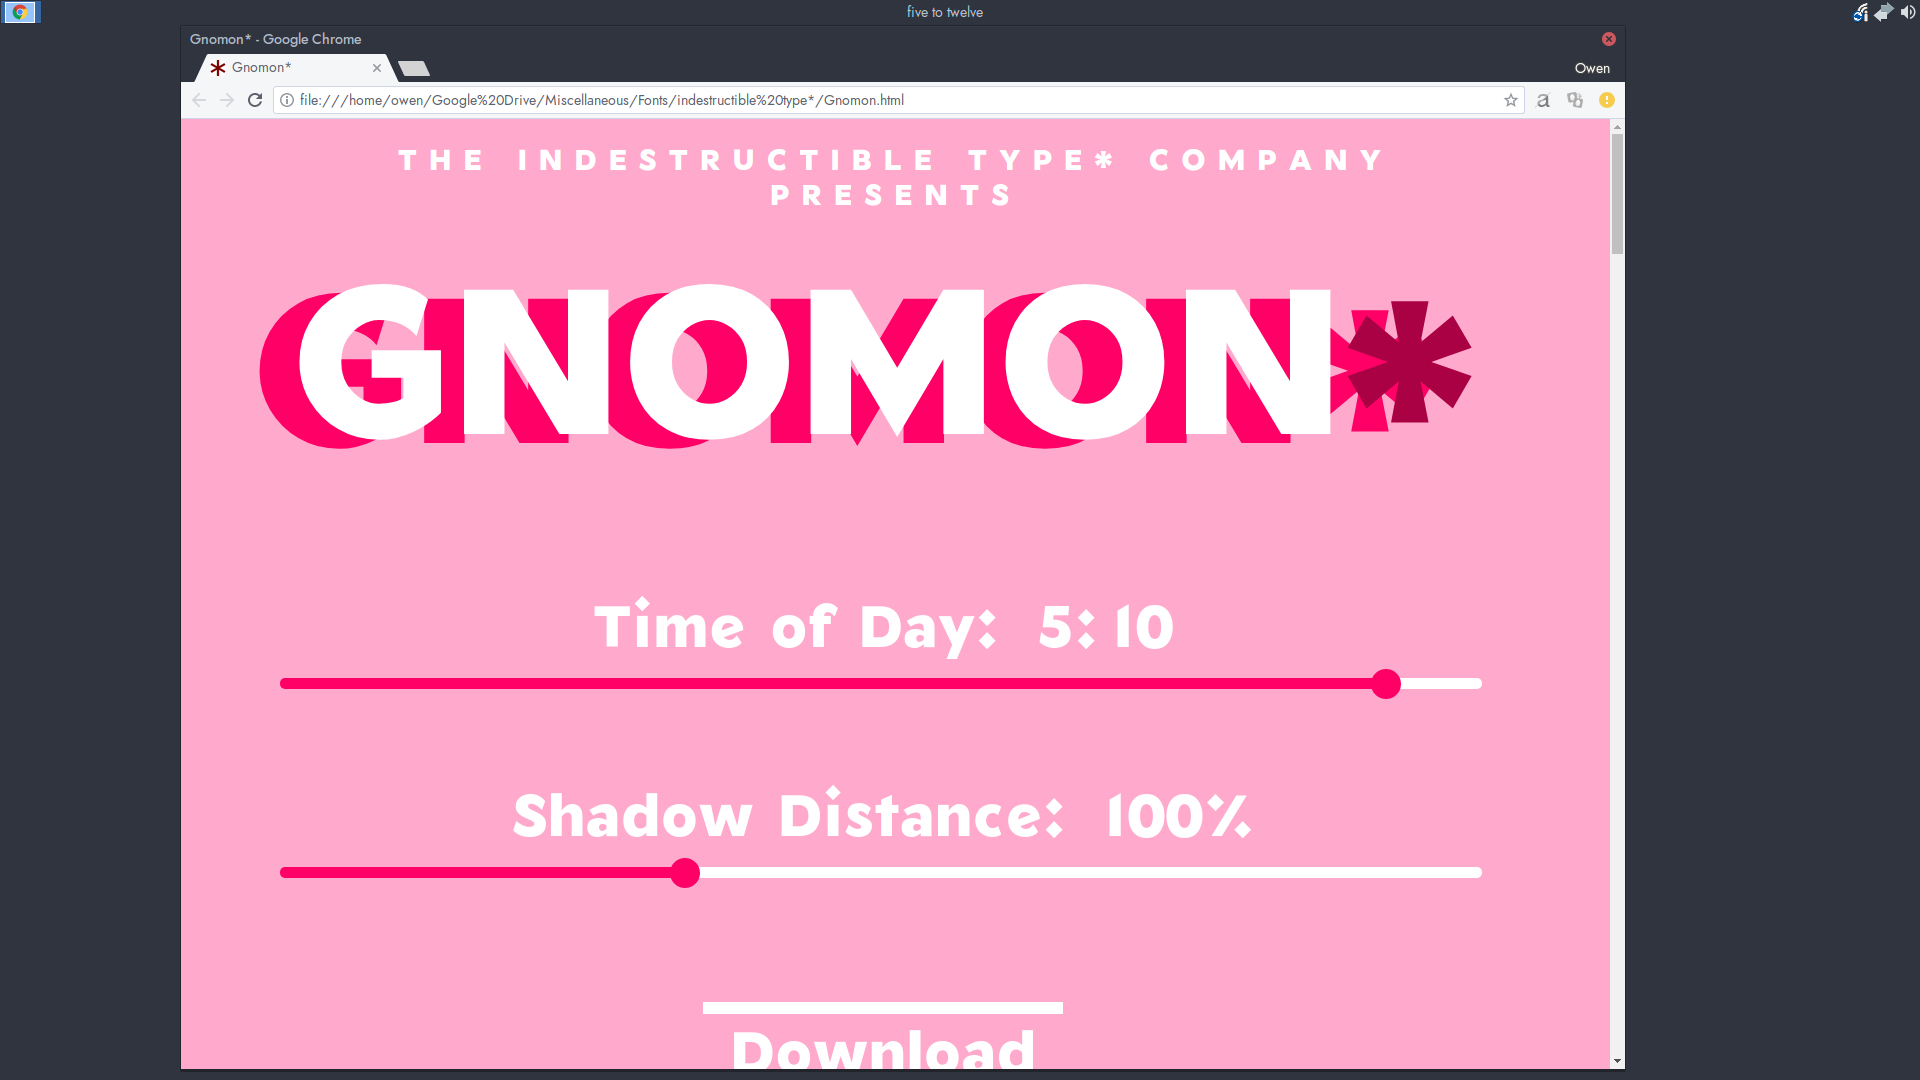 five to twelve
Gnomon* - Google Chrome
Gnomon*
Owen
file:///home/owen/Google%20Drive/Miscellaneous/Fonts/indestructible%20type*/Gnomon.html
a
THE INDESTRUCTIBLE TYPE* COMPANY
PRESENTS
GNOMON*
Time of Day: 5:10
Shadow Distance: 100%
Download